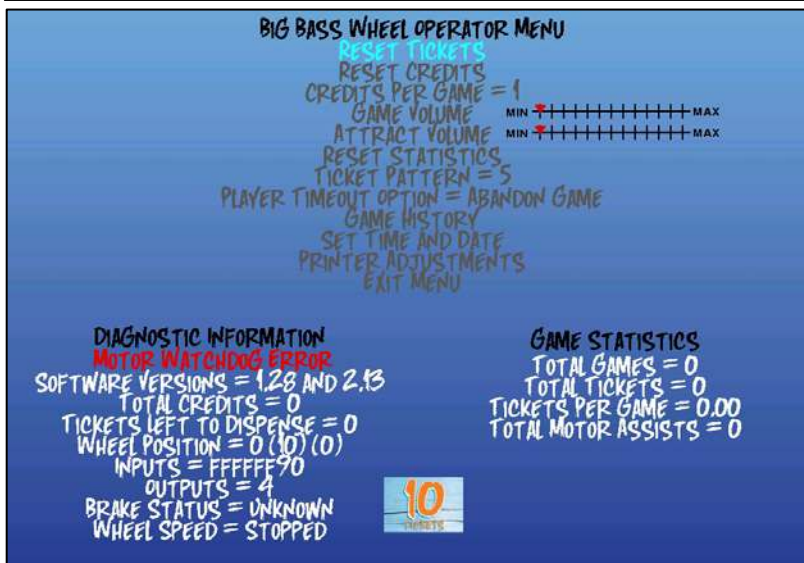 BIG BASS WHEEL OPERATOR MENU
RESET TICKETS
RESET CREDITS
CREDITS PER GAME = 1
GAME VOLUME MIN MAX
ATTRACT VOLUME MIN MAX
RESET STATISTICS
TICKET PATTERN = 5
PLAYER TIMEOUT OPTION = ABANDON GAME
GAME HISTORY
SET TIME AND DATE
PRINTER ADJUSTMENTS
EXIT MENU
DIAGNOSTIC INFORMATION
MOTOR WATCHDOG ERROR
SOFTWARE VERSIONS = 1.28 AND 2.13
TOTAL CREDITS = 0
TICKETS LEFT TO DISPENSE = 0
WHEEL POSITION = 0 (10) (0)
INPUTS = FFFFFF90
OUTPUTS = 4
BRAKE STATUS = UNKNOWN
WHEEL SPEED = STOPPED
GAME STATISTICS
TOTAL GAMES = 0
TOTAL TICKETS = 0
TICKETS PER GAME = 0.00
TOTAL MOTOR ASSISTS = 0
10
TICKETS